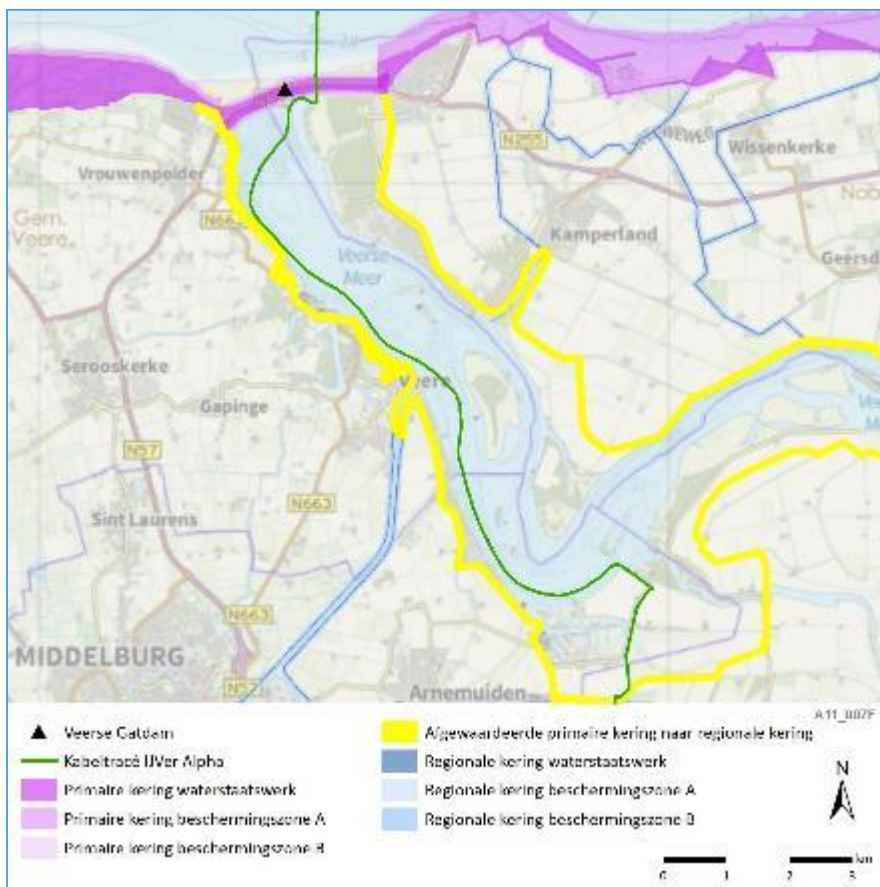 N255
Wissenkerke
Vrouwenpolder
Gem.
Veere
Kamperland
Geersd
N663
Veerse
Meer
Serooskerke
Veere
Gapinge
N57
N663
Sint Laurens
N663
MIDDELBURG
N57
Arnemuiden
A11_007F
Veerse Gatdam
Kabeltracé IJVer Alpha
Primaire kering waterstaatswerk
Primaire kering beschermingszone A
Primaire kering beschermingszone B
Afgewaardeerde primaire kering naar regionale kering
Regionale kering waterstaatswerk
Regionale kering beschermingszone A
Regionale kering beschermingszone B
N
km
0 1 2 3